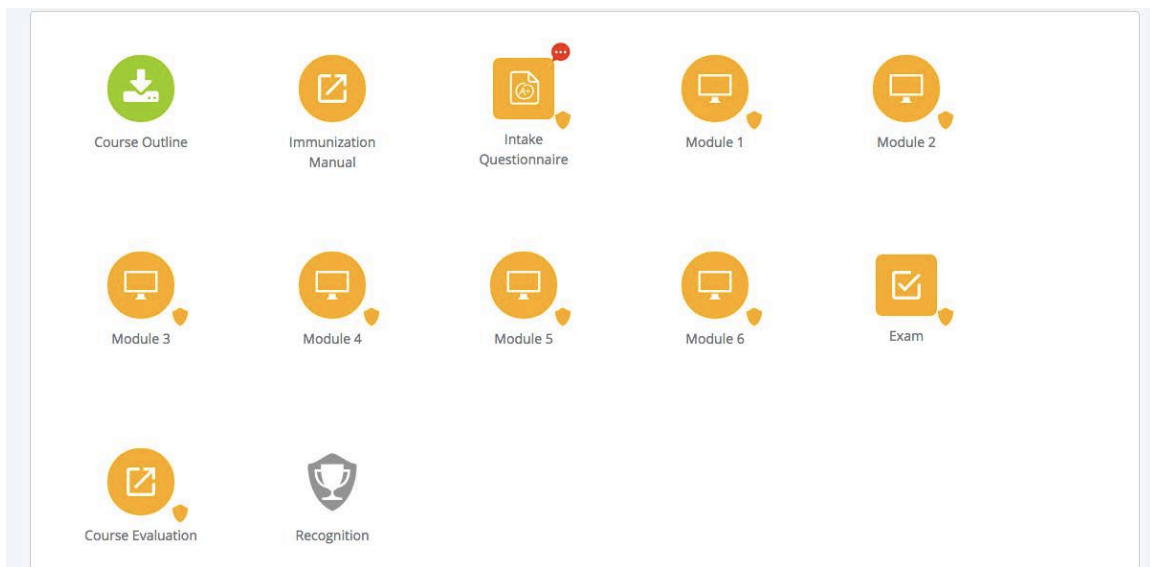 Course Outline
Immunization
Manual
A+
Intake
Questionnaire
Module 1
Module 2
Module 3
Module 4
Module 5
Module 6
Exam
Course Evaluation
Recognition